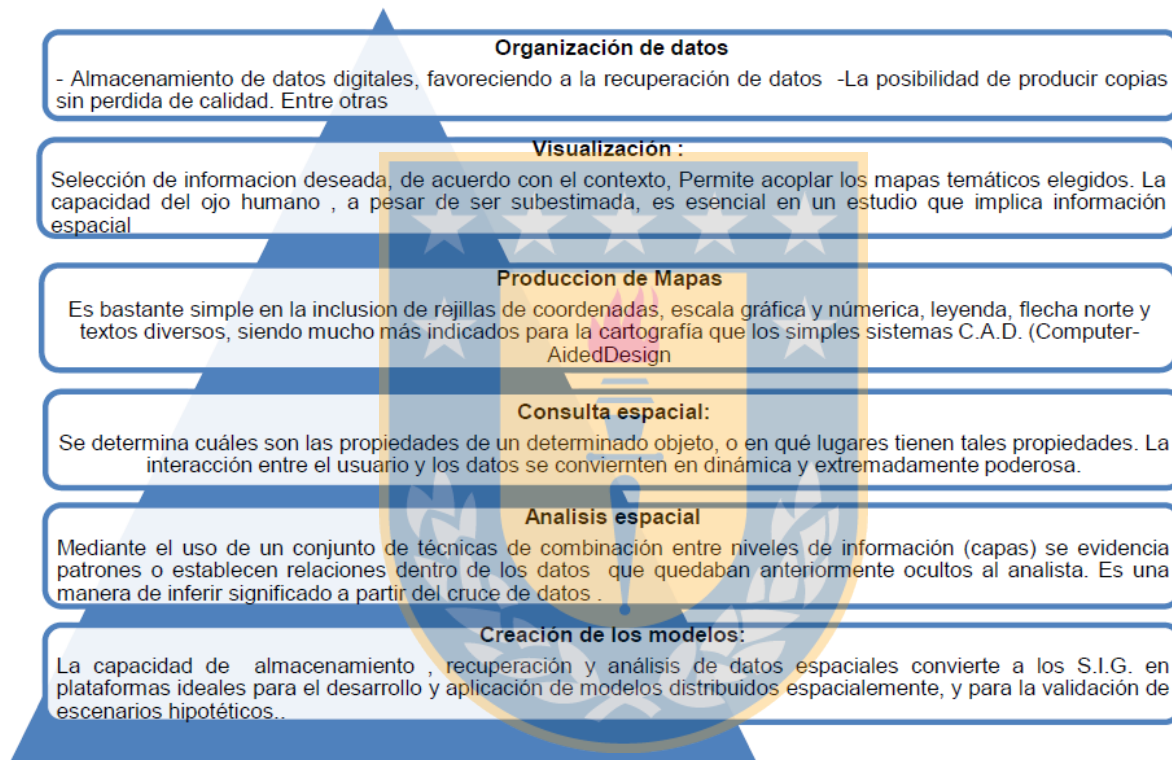 Organización de datos
- Almacenamiento de datos digitales, favoreciendo a la recuperación de datos -La posibilidad de producir copias
sin perdida de calidad. Entre otras
Visualización :
Selección de informacion deseada, de acuerdo con el contexto, Permite acoplar los mapas temáticos elegidos. La
capacidad del ojo humano , a pesar de ser subestimada, es esencial en un estudio que implica información
espacial
Produccion de Mapas
Es bastante simple en la inclusion de rejillas de coordenadas, escala gráfica y númerica, leyenda, flecha norte y
textos diversos, siendo mucho más indicados para la cartografía que los simples sistemas C.A.D. (Computer-
AidedDesign
Consulta espacial:
Se determina cuáles son las propiedades de un determinado objeto, o en qué lugares tienen tales propiedades. La
interacción entre el usuario y los datos se conviernten en dinámica y extremadamente poderosa.
Analisis espacial
Mediante el uso de un conjunto de técnicas de combinación entre niveles de información (capas) se evidencia
patrones o establecen relaciones dentro de los datos que quedaban anteriormente ocultos al analista. Es una
manera de inferir significado a partir del cruce de datos .
Creación de los modelos:
La capacidad de almacenamiento , recuperación y análisis de datos espaciales convierte a los S.I.G. en
plataformas ideales para el desarrollo y aplicación de modelos distribuidos espacialemente, y para la validación de
escenarios hipotéticos..